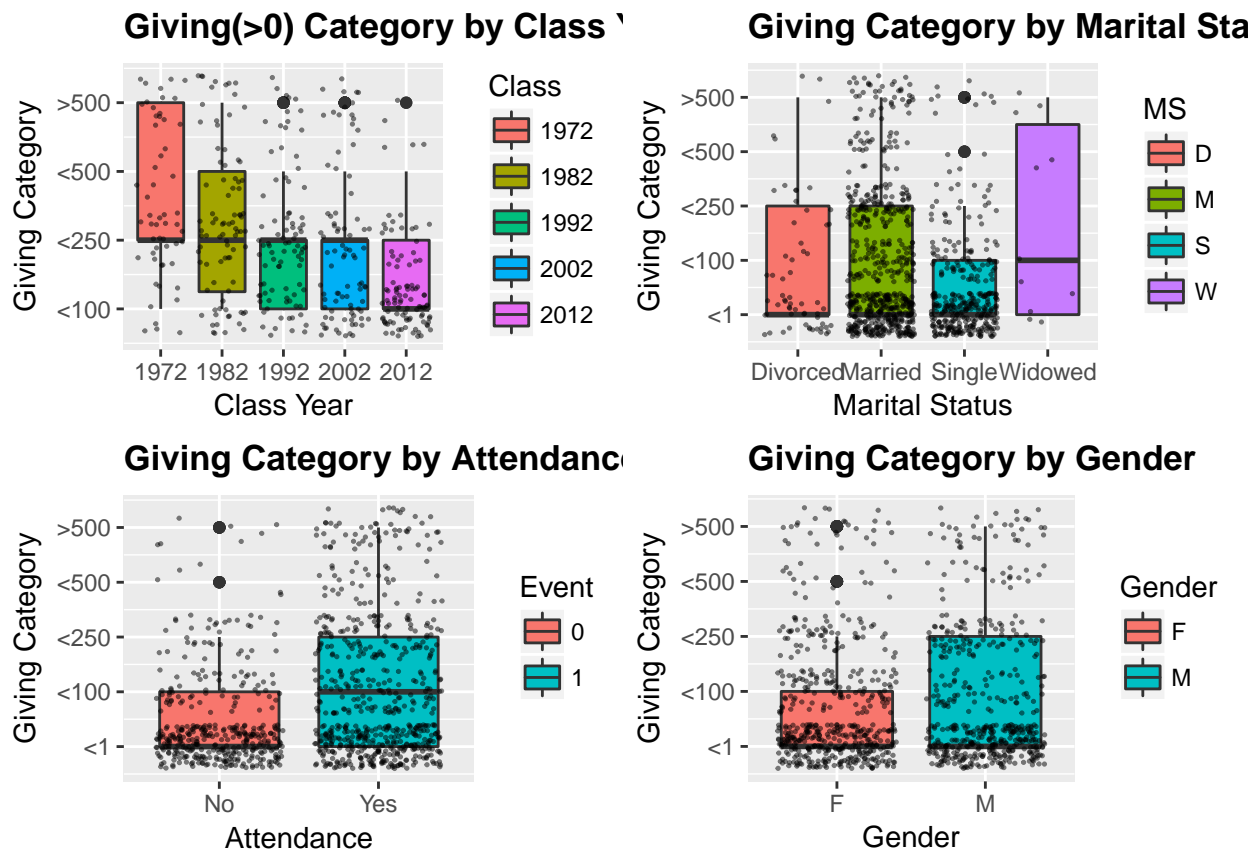 Giving(>0) Category by Class Y
Giving Category
>500
<500
<250
<100
1972 1982 1992 2002 2012
Class Year
Class
1972
1982
1992
2002
2012
Giving Category by Marital Sta
Giving Category
>500
<500
<250
<100
<1
Divorced Married Single Widowed
Marital Status
MS
D
M
S
W
Giving Category by Attendance
Giving Category
>500
<500
<250
<100
<1
No Yes
Attendance
Event
0
1
Giving Category by Gender
Giving Category
>500
<500
<250
<100
<1
F M
Gender
Gender
F
M